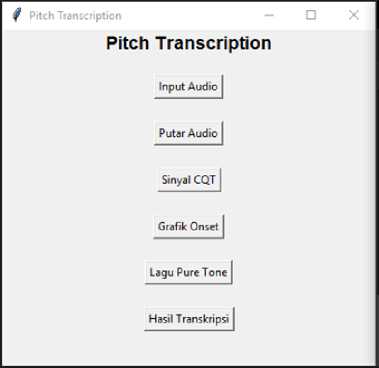 Pitch Transcription
Pitch Transcription
Input Audio
Putar Audio
Sinyal CQT
Grafik Onset
Lagu Pure Tone
Hasil Transkripsi